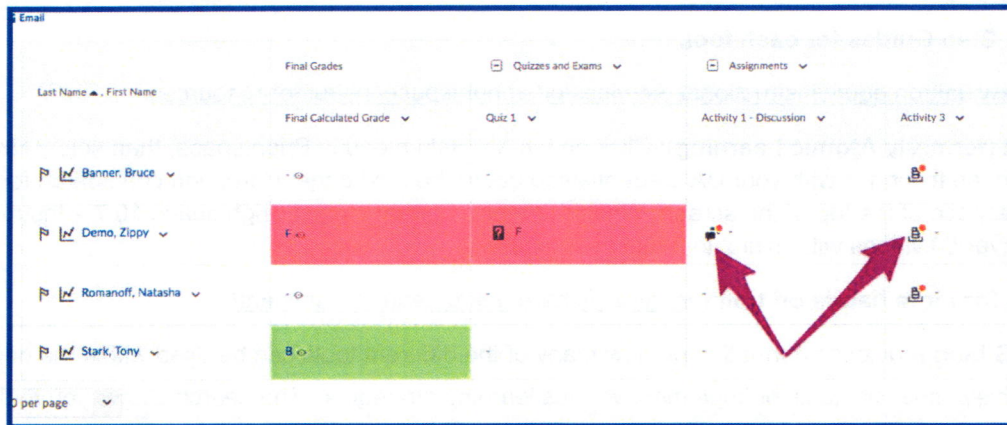 Email
Final Grades Quizzes and Exams Assignments
Last Name ▲, First Name
Final Calculated Grade Quiz 1 Activity 1 - Discussion Activity 3
Banner, Bruce -
Demo, Zippy F ? F -
Romanoff, Natasha - -
Stark, Tony B
0 per page